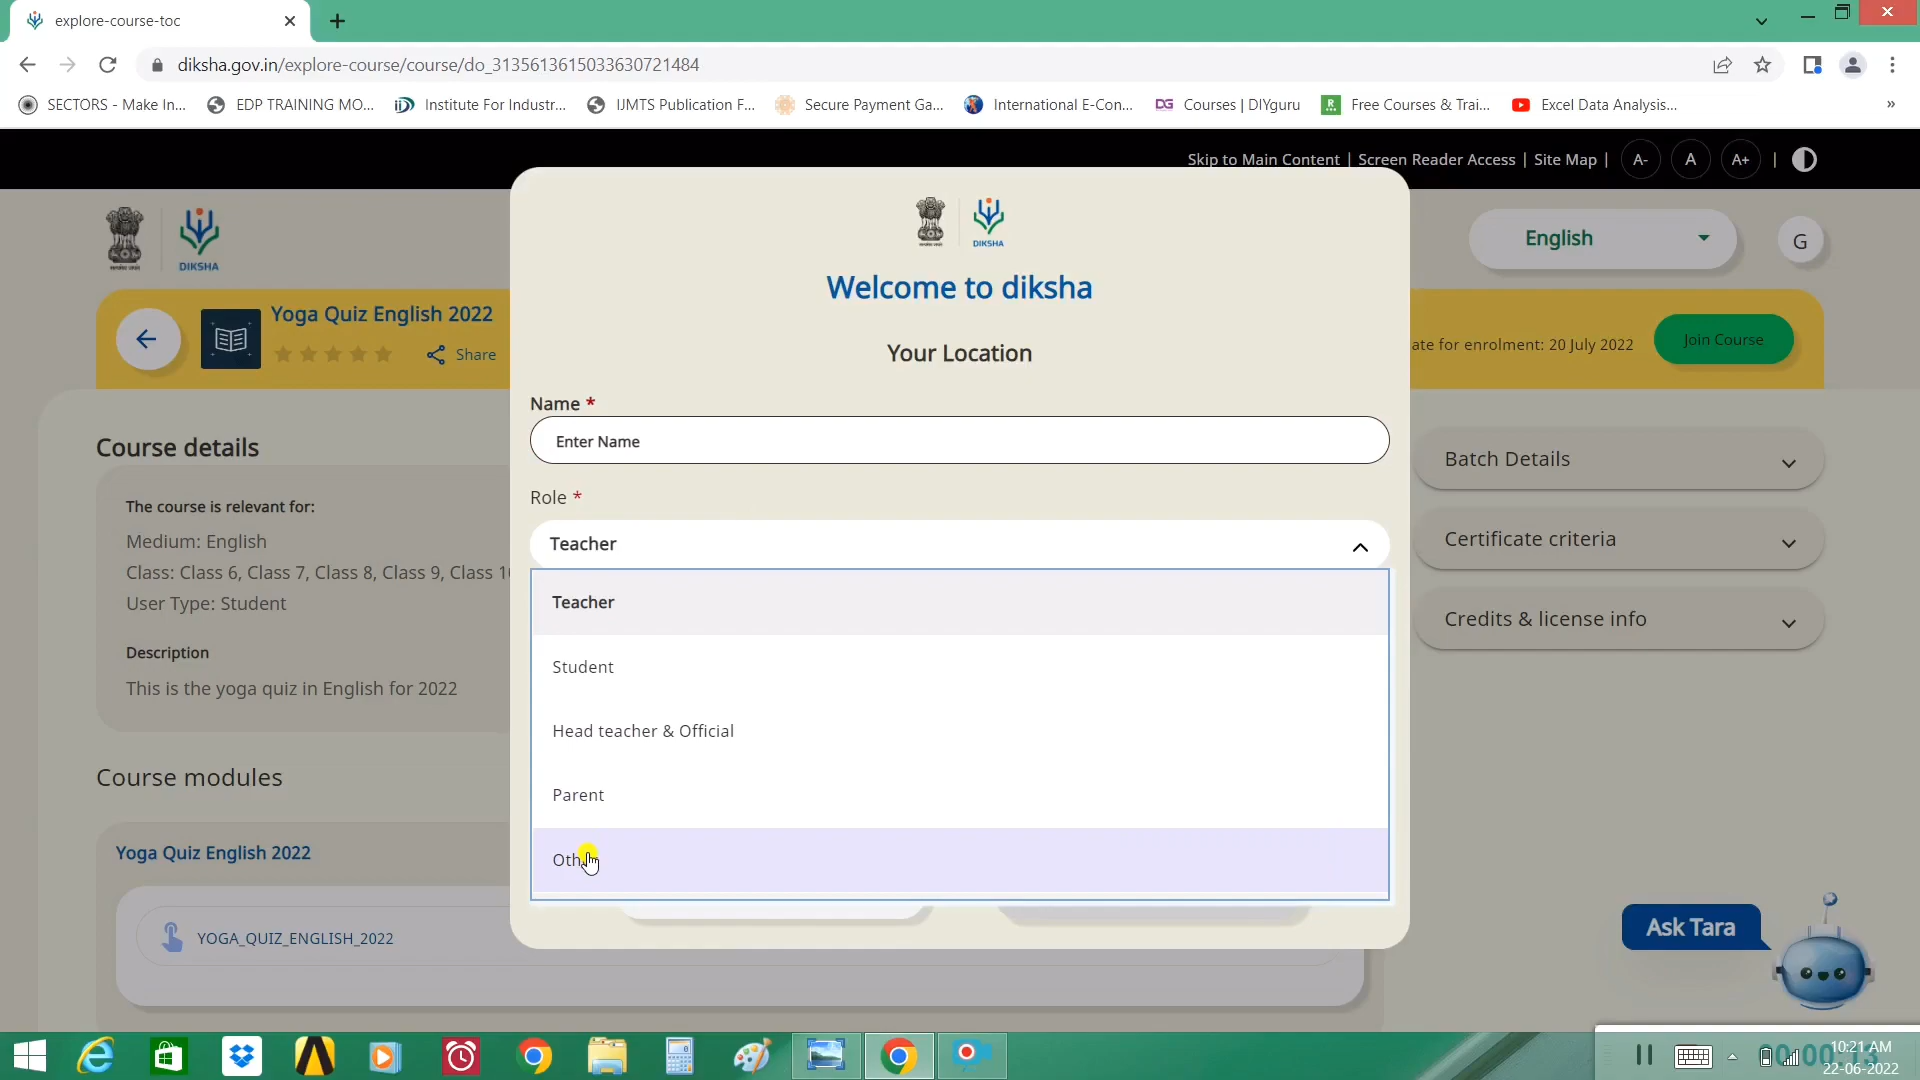 explore-course-toc
diksha.gov.in/explore-course/course/do_3135613615033630721484
SECTORS - Make In...
EDP TRAINING MO...
Institute For Industr...
IJMTS Publication F...
Secure Payment Ga...
International E-Con...
DG Courses | DIYguru
Free Courses & Trai...
Excel Data Analysis...
Skip to Main Content | Screen Reader Access | Site Map | A- A A+ |
DIKSHA
DIKSHA
English
G
Welcome to diksha
Yoga Quiz English 2022
Share
ate for enrolment: 20 July 2022
Join Course
Your Location
Name *
Enter Name
Role *
Teacher
Teacher
Student
Head teacher & Official
Parent
Course details
The course is relevant for:
Medium: English
Class: Class 6, Class 7, Class 8, Class 9, Class 10
User Type: Student
Description
This is the yoga quiz in English for 2022
Course modules
Yoga Quiz English 2022
YOGA_QUIZ_ENGLISH_2022
Batch Details
Certificate criteria
Credits & license info
Ask Tara
10:21 AM
22-06-2022